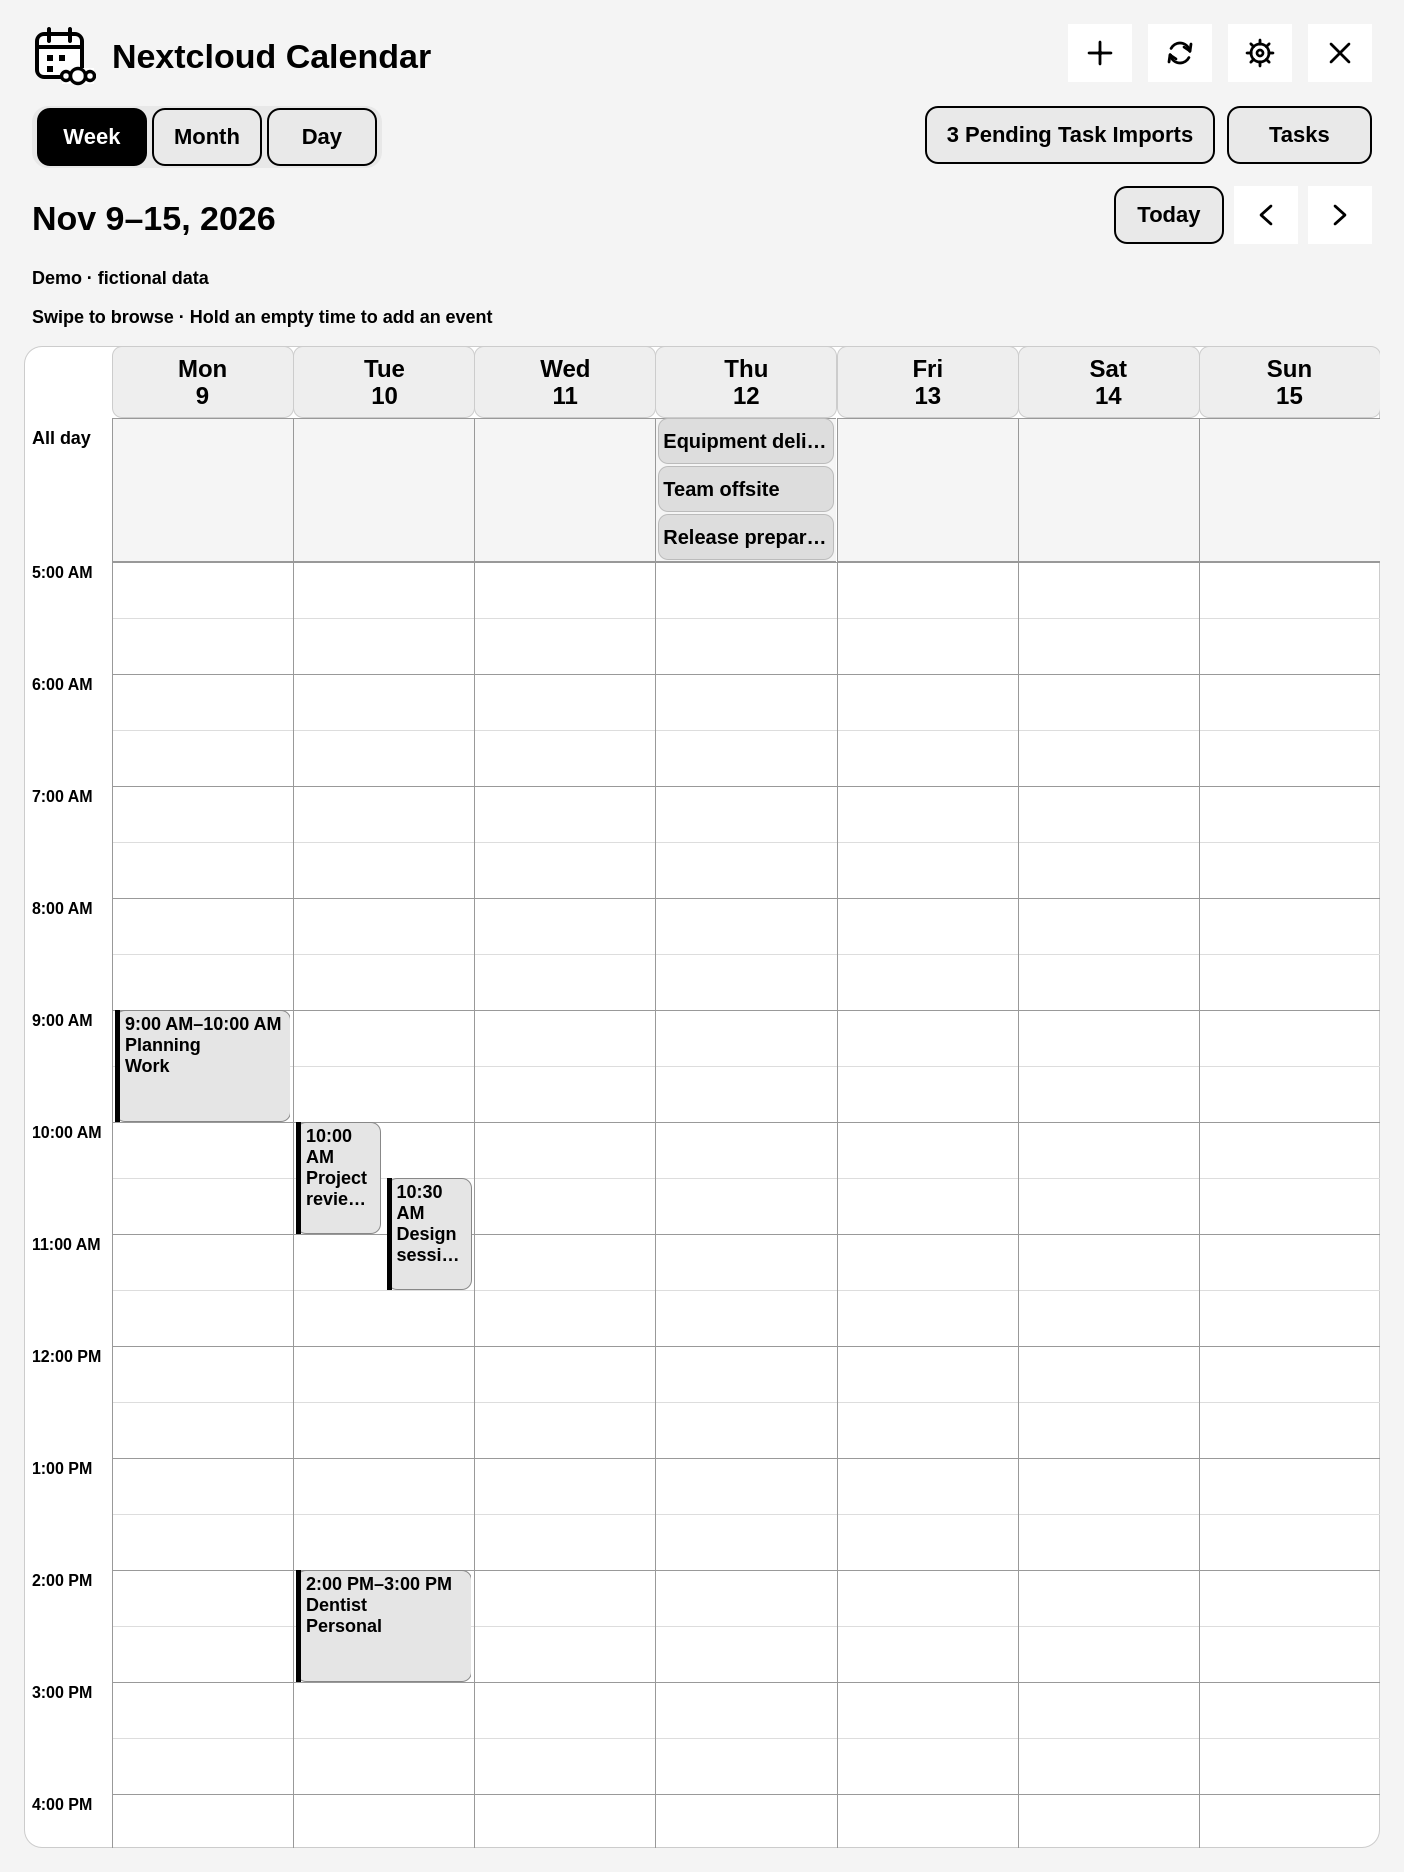 Nextcloud Calendar
Week
Month
Day
3 Pending Task Imports
Tasks
Nov 9–15, 2026
Today
Demo · fictional data
Swipe to browse · Hold an empty time to add an event
Mon
9
Tue
10
Wed
11
Thu
12
Fri
13
Sat
14
Sun
15
All day
Equipment deli…
Team offsite
Release prepar…
5:00 AM
6:00 AM
7:00 AM
8:00 AM
9:00 AM
9:00 AM–10:00 AM
Planning
Work
10:00 AM
10:00
AM
Project
revie…
10:30
AM
Design
sessi…
11:00 AM
12:00 PM
1:00 PM
2:00 PM
2:00 PM–3:00 PM
Dentist
Personal
3:00 PM
4:00 PM